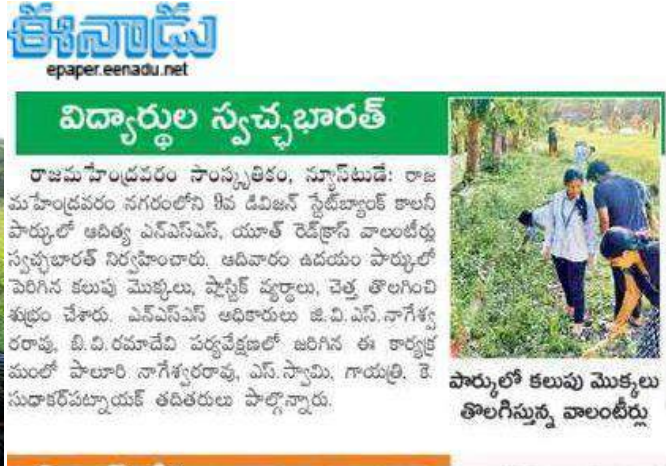 ఈనాడు
epaper.eenadu.net
విద్యార్థుల స్వచ్ఛభారత్
రాజమహేంద్రవరం సాంస్కృతికం, న్యూస్‌టుడే: రాజ
మహేంద్రవరం నగరంలోని 9వ డివిజన్ స్టేట్‌బ్యాంక్ కాలనీ
పార్కులో ఆదిత్య ఎన్‌ఎస్‌ఎస్, యూత్ రెడ్‌క్రాస్ వాలంటీర్లు
స్వచ్ఛభారత్ నిర్వహించారు. ఆదివారం ఉదయం పార్కులో
పెరిగిన కలుపు మొక్కలు, ప్లాస్టిక్ వ్యర్థాలు, చెత్త తొలగించి
శుభ్రం చేశారు. ఎన్‌ఎస్‌ఎస్ అధికారులు జి.వి.ఎస్.నాగేశ్వ
రరావు, బి.వి.రమాదేవి పర్యవేక్షణలో జరిగిన ఈ కార్యక్ర
మంలో పాలూరి నాగేశ్వరరావు, ఎస్.స్వామి, గాయత్రి, కె.
సుధాకర్‌పట్నాయక్ తదితరులు పాల్గొన్నారు.
పార్కులో కలుపు మొక్కలు
తొలగిస్తున్న వాలంటీర్లు